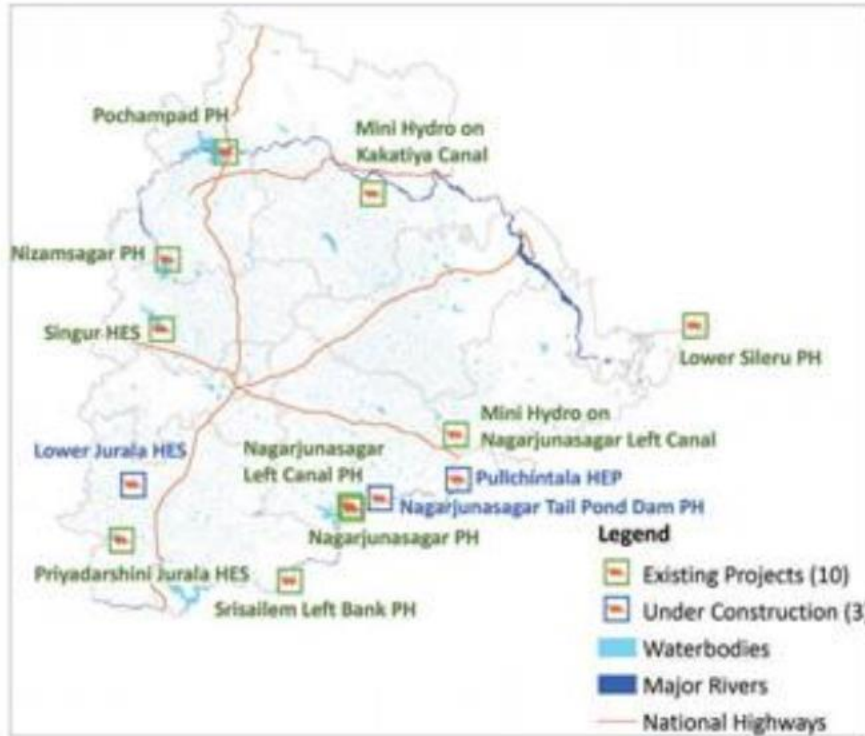 Pochampad PH
Mini Hydro on
Kakatiya Canal
Nizamsagar PH
Singur HES
Lower Sileru PH
Mini Hydro on
Nagarjunasagar Left Canal
Lower Jurala HES
Nagarjunasagar
Left Canal PH
Pullchintala HEP
Nagarjunasagar Tail Pond Dam PH
Nagarjunasagar PH
Priyadarshini Jurala HES
Srisailem Left Bank PH
Legend
Existing Projects (10)
Under Construction (3)
Waterbodies
Major Rivers
National Highways